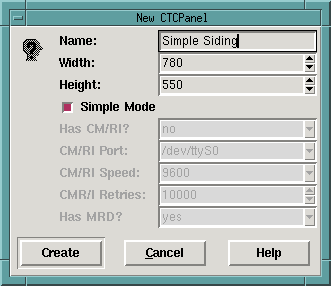 New CTCPanel
Name: Simple Siding
Width: 780
Height: 550
Simple Mode
Has CM/RI? no
CM/RI Port: /dev/ttyS0
CM/RI Speed: 9600
CMR/I Retries: 10000
Has MRD? yes
Create Cancel Help